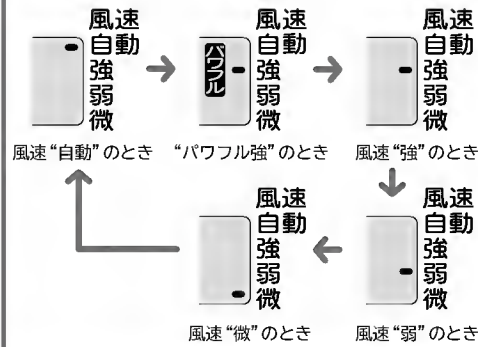 風速
自動
強
弱
微
風速“自動”のとき
風速
自動
パワフル
強
弱
微
“パワフル強”のとき
風速
自動
強
弱
微
風速“強”のとき
風速
自動
強
弱
微
風速“弱”のとき
風速
自動
強
弱
微
風速“微”のとき